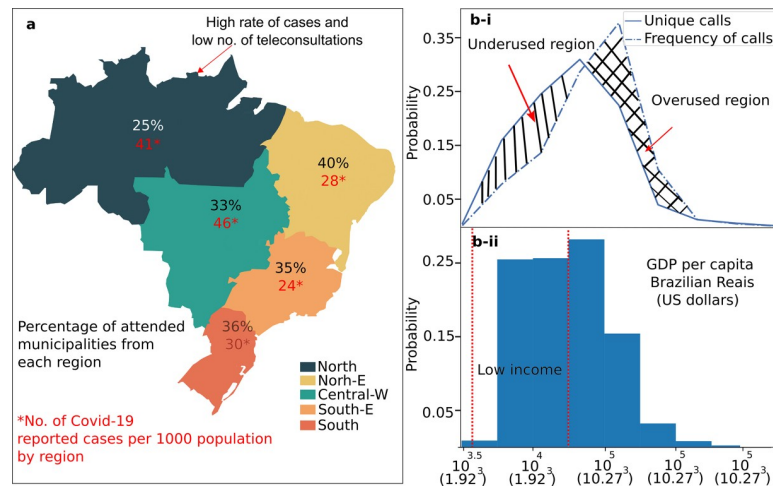 a
High rate of cases and
low no. of teleconsultations
25%
41*
40%
28*
33%
46*
35%
24*
36%
30*
Percentage of attended
municipalities from
each region
North
Norh-E
Central-W
South-E
South
*No. of Covid-19
reported cases per 1000 population
by region
b-i
Unique calls
Frequency of calls
Underused region
Overused region
Probability
0.35
0.25
0.15
0.05
b-ii
GDP per capita
Brazilian Reais
(US dollars)
Low income
Probability
0.25
0.15
0.05
10^3.5 10^4 10^5 10^5 10^5
(1.92^3) (1.92^3) (10.27^3) (10.27^3) (10.27^3)